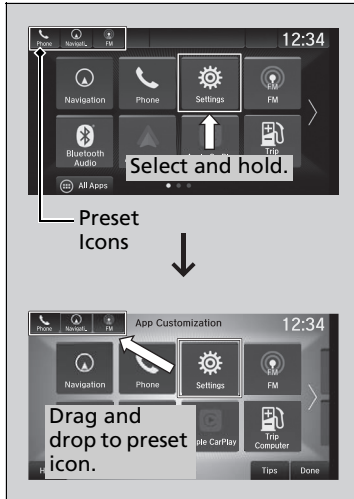 Phone Navigati.. FM 12:34
Navigation Phone Settings FM
Bluetooth
Audio
Trip
Select and hold.
All Apps
Preset
Icons
Phone Navigati.. FM App Customization 12:34
Navigation Phone Settings FM
Drag and
drop to preset
icon.
ple CarPlay
Trip
Computer
H
Tips Done